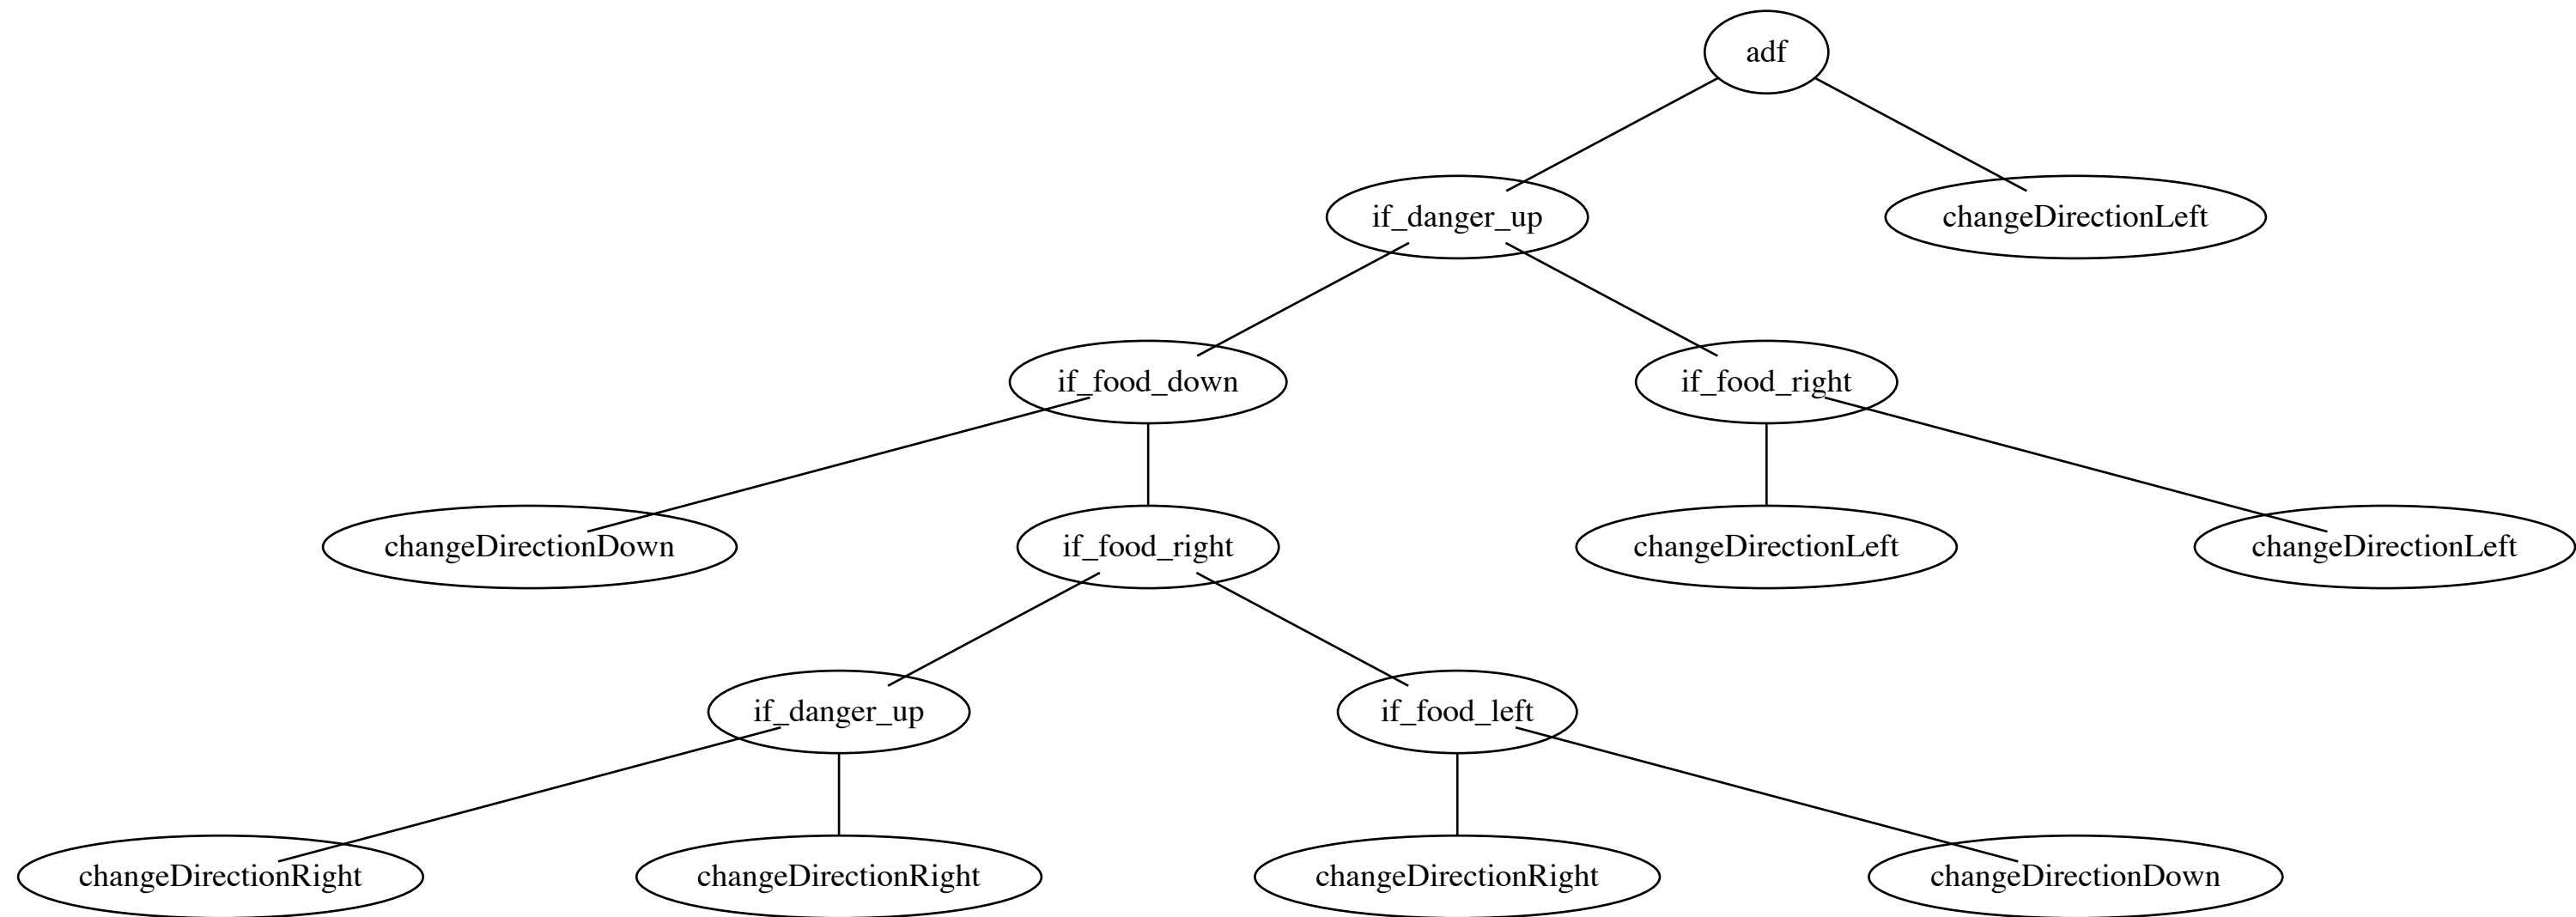 adf
if_danger_up
changeDirectionLeft
if_food_down
if_food_right
changeDirectionDown
if_food_right
changeDirectionLeft
changeDirectionLeft
if_danger_up
if_food_left
changeDirectionRight
changeDirectionRight
changeDirectionRight
changeDirectionDown